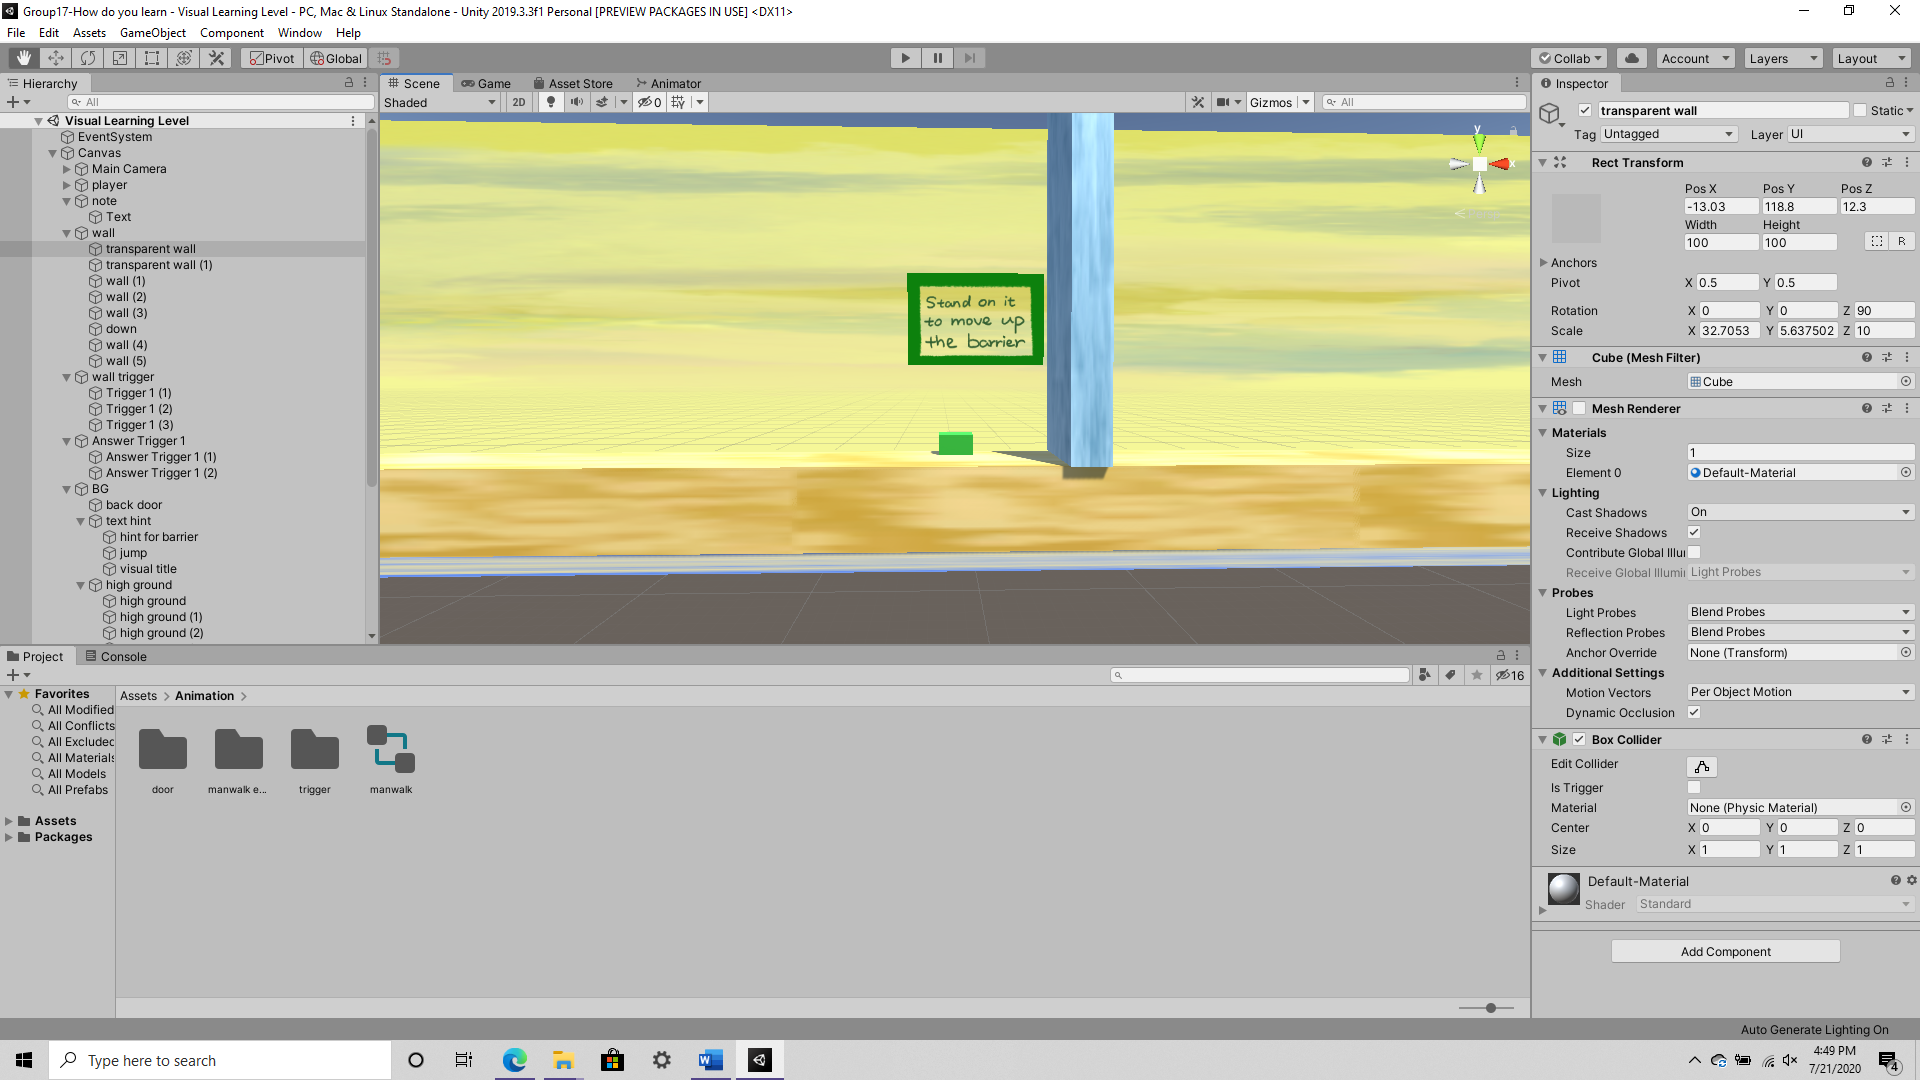 Group17-How do you learn - Visual Learning Level - PC, Mac & Linux Standalone - Unity 2019.3.3f1 Personal [PREVIEW PACKAGES IN USE] <DX11>
File Edit Assets GameObject Component Window Help
Pivot Global Collab Account Layers Layout
Hierarchy
All
Visual Learning Level
EventSystem
Canvas
Main Camera
player
note
Text
wall
transparent wall
transparent wall (1)
wall (1)
wall (2)
wall (3)
down
wall (4)
wall (5)
wall trigger
Trigger 1 (1)
Trigger 1 (2)
Trigger 1 (3)
Answer Trigger 1
Answer Trigger 1 (1)
Answer Trigger 1 (2)
BG
back door
text hint
hint for barrier
jump
visual title
high ground
high ground
high ground (1)
high ground (2)
Scene Game Asset Store Animator
Shaded 2D 0 Gizmos All
y
x
Stand on it
to move up
the barrier
Inspector
transparent wall Static
Tag Untagged Layer UI
Rect Transform
Pos X Pos Y Pos Z
-13.03 118.8 12.3
Width Height
100 100 R
Anchors
Pivot X 0.5 Y 0.5
Rotation X 0 Y 0 Z 90
Scale X 32.7053 Y 5.637502 Z 10
Cube (Mesh Filter)
Mesh Cube
Mesh Renderer
Materials
Size 1
Element 0 Default-Material
Lighting
Cast Shadows On
Receive Shadows
Contribute Global Illui
Receive Global Illumini Light Probes
Probes
Light Probes Blend Probes
Reflection Probes Blend Probes
Anchor Override None (Transform)
Additional Settings
Motion Vectors Per Object Motion
Dynamic Occlusion
Box Collider
Edit Collider
Is Trigger
Material None (Physic Material)
Center X 0 Y 0 Z 0
Size X 1 Y 1 Z 1
Default-Material
Shader Standard
Add Component
Project Console
16
Favorites
All Modified
All Conflicts
All Excluded
All Materials
All Models
All Prefabs
Assets
Packages
Assets > Animation >
door manwalk e... trigger manwalk
Auto Generate Lighting On
Type here to search
4:49 PM
7/21/2020
4